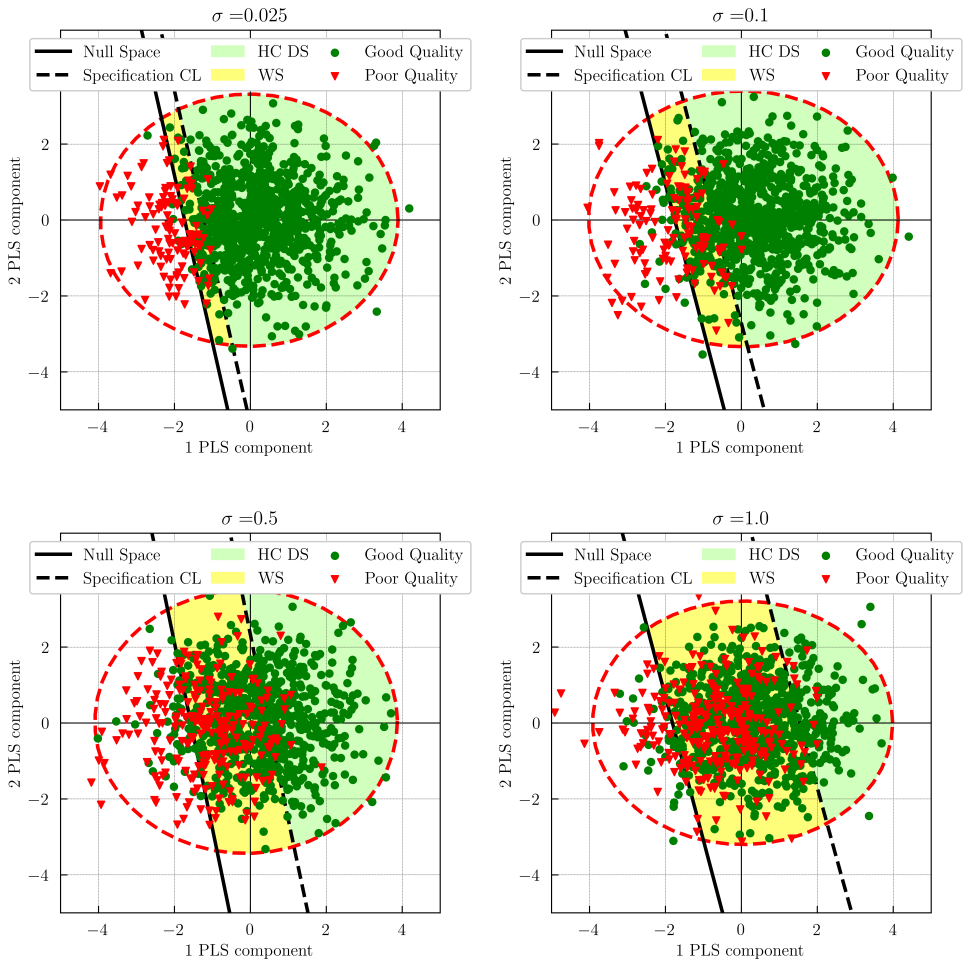 σ =0.025
Null Space HC DS Good Quality
Specification CL WS Poor Quality
2 PLS component
2
0
−2
−4
−4 −2 0 2 4
1 PLS component
σ =0.1
Null Space HC DS Good Quality
Specification CL WS Poor Quality
2 PLS component
2
0
−2
−4
−4 −2 0 2 4
1 PLS component
σ =0.5
Null Space HC DS Good Quality
Specification CL WS Poor Quality
2 PLS component
2
0
−2
−4
−4 −2 0 2 4
1 PLS component
σ =1.0
Null Space HC DS Good Quality
Specification CL WS Poor Quality
2 PLS component
2
0
−2
−4
−4 −2 0 2 4
1 PLS component